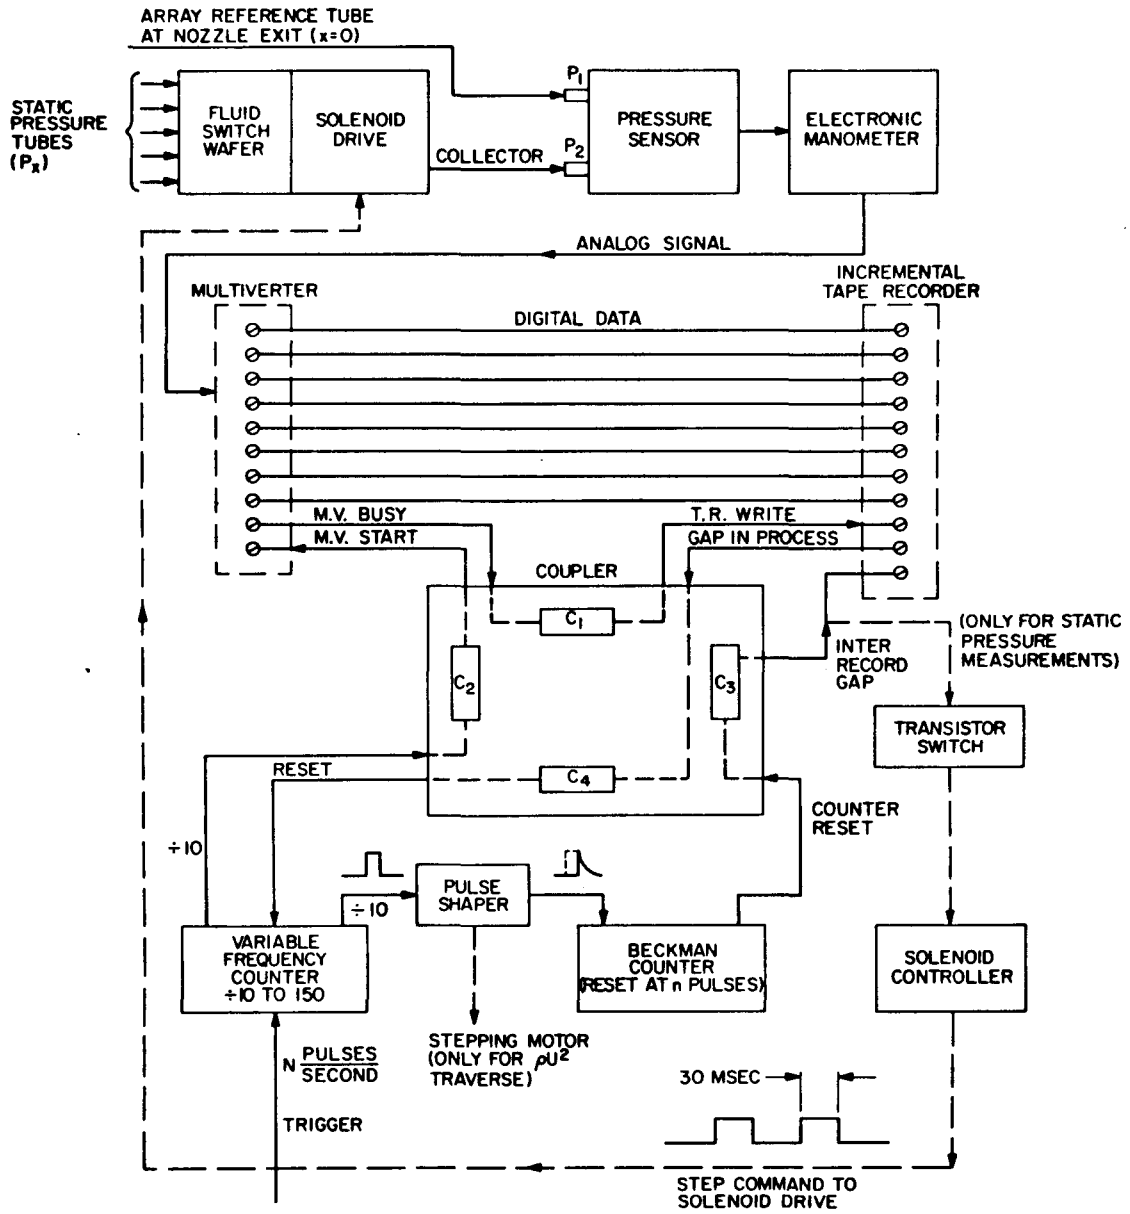 ARRAY REFERENCE TUBE
AT NOZZLE EXIT (x=0)
STATIC
PRESSURE
TUBES
(Px)
FLUID
SWITCH
WAFER
SOLENOID
DRIVE
COLLECTOR
P1
P2
PRESSURE
SENSOR
ELECTRONIC
MANOMETER
ANALOG SIGNAL
MULTIVERTER
INCREMENTAL
TAPE RECORDER
DIGITAL DATA
M.V. BUSY
M.V. START
T.R. WRITE
GAP IN PROCESS
COUPLER
C1
C2
C3
C4
INTER
RECORD
GAP
(ONLY FOR STATIC
PRESSURE
MEASUREMENTS)
TRANSISTOR
SWITCH
RESET
COUNTER
RESET
÷10
÷10
PULSE
SHAPER
VARIABLE
FREQUENCY
COUNTER
÷10 TO 150
BECKMAN
COUNTER
(RESET AT n PULSES)
SOLENOID
CONTROLLER
STEPPING MOTOR
(ONLY FOR ρU²
TRAVERSE)
N PULSES
SECOND
TRIGGER
30 MSEC
STEP COMMAND TO
SOLENOID DRIVE